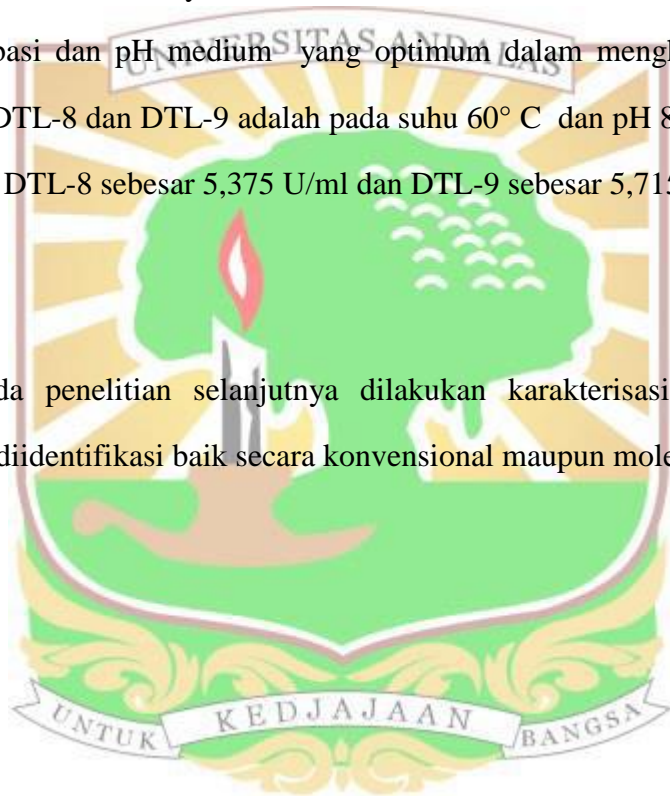 UNIVERSITAS ANDALAS
basi dan pH medium yang optimum dalam mengh
DTL-8 dan DTL-9 adalah pada suhu 60° C dan pH 8
DTL-8 sebesar 5,375 U/ml dan DTL-9 sebesar 5,715
da penelitian selanjutnya dilakukan karakterisasi
diidentifikasi baik secara konvensional maupun mole
UNTUK KEDJAJAAN BANGSA